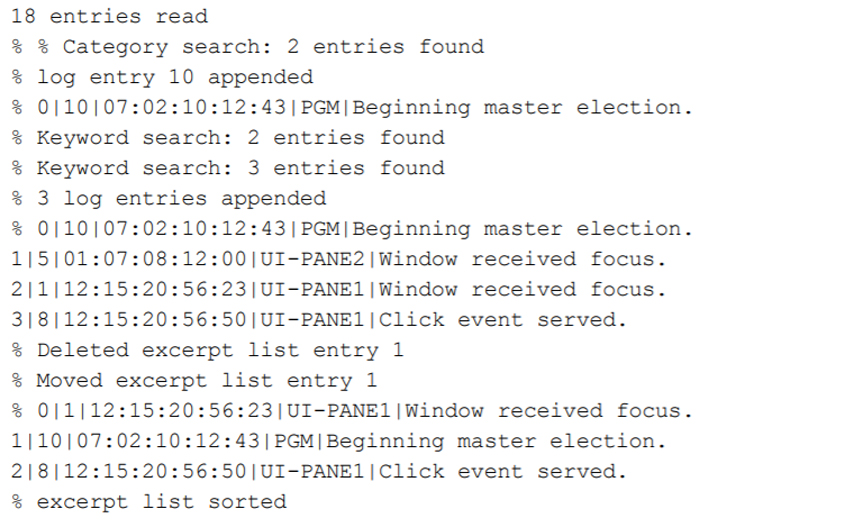 18 entries read
% % Category search: 2 entries found
% log entry 10 appended
% 0|10|07:02:10:12:43|PGM|Beginning master election.
% Keyword search: 2 entries found
% Keyword search: 3 entries found
% 3 log entries appended
% 0|10|07:02:10:12:43|PGM|Beginning master election.
1|5|01:07:08:12:00|UI-PANE2|Window received focus.
2|1|12:15:20:56:23|UI-PANE1|Window received focus.
3|8|12:15:20:56:50|UI-PANE1|Click event served.
% Deleted excerpt list entry 1
% Moved excerpt list entry 1
% 0|1|12:15:20:56:23|UI-PANE1|Window received focus.
1|10|07:02:10:12:43|PGM|Beginning master election.
2|8|12:15:20:56:50|UI-PANE1|Click event served.
% excerpt list sorted